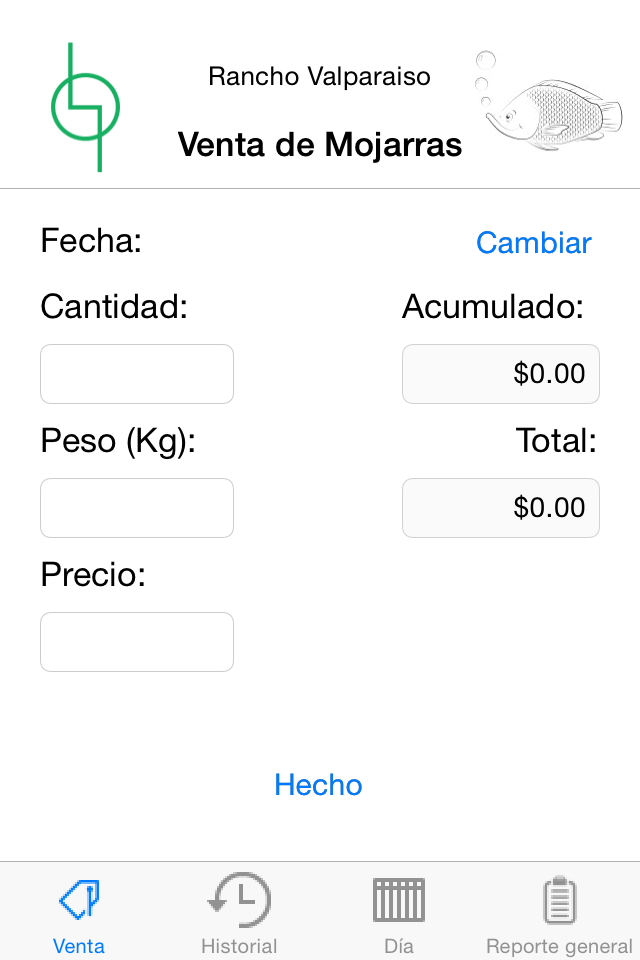 Rancho Valparaiso
Venta de Mojarras
Fecha:
Cambiar
Cantidad:
Acumulado:
$0.00
Peso (Kg):
Total:
$0.00
Precio:
Hecho
Venta
Historial
Día
Reporte general